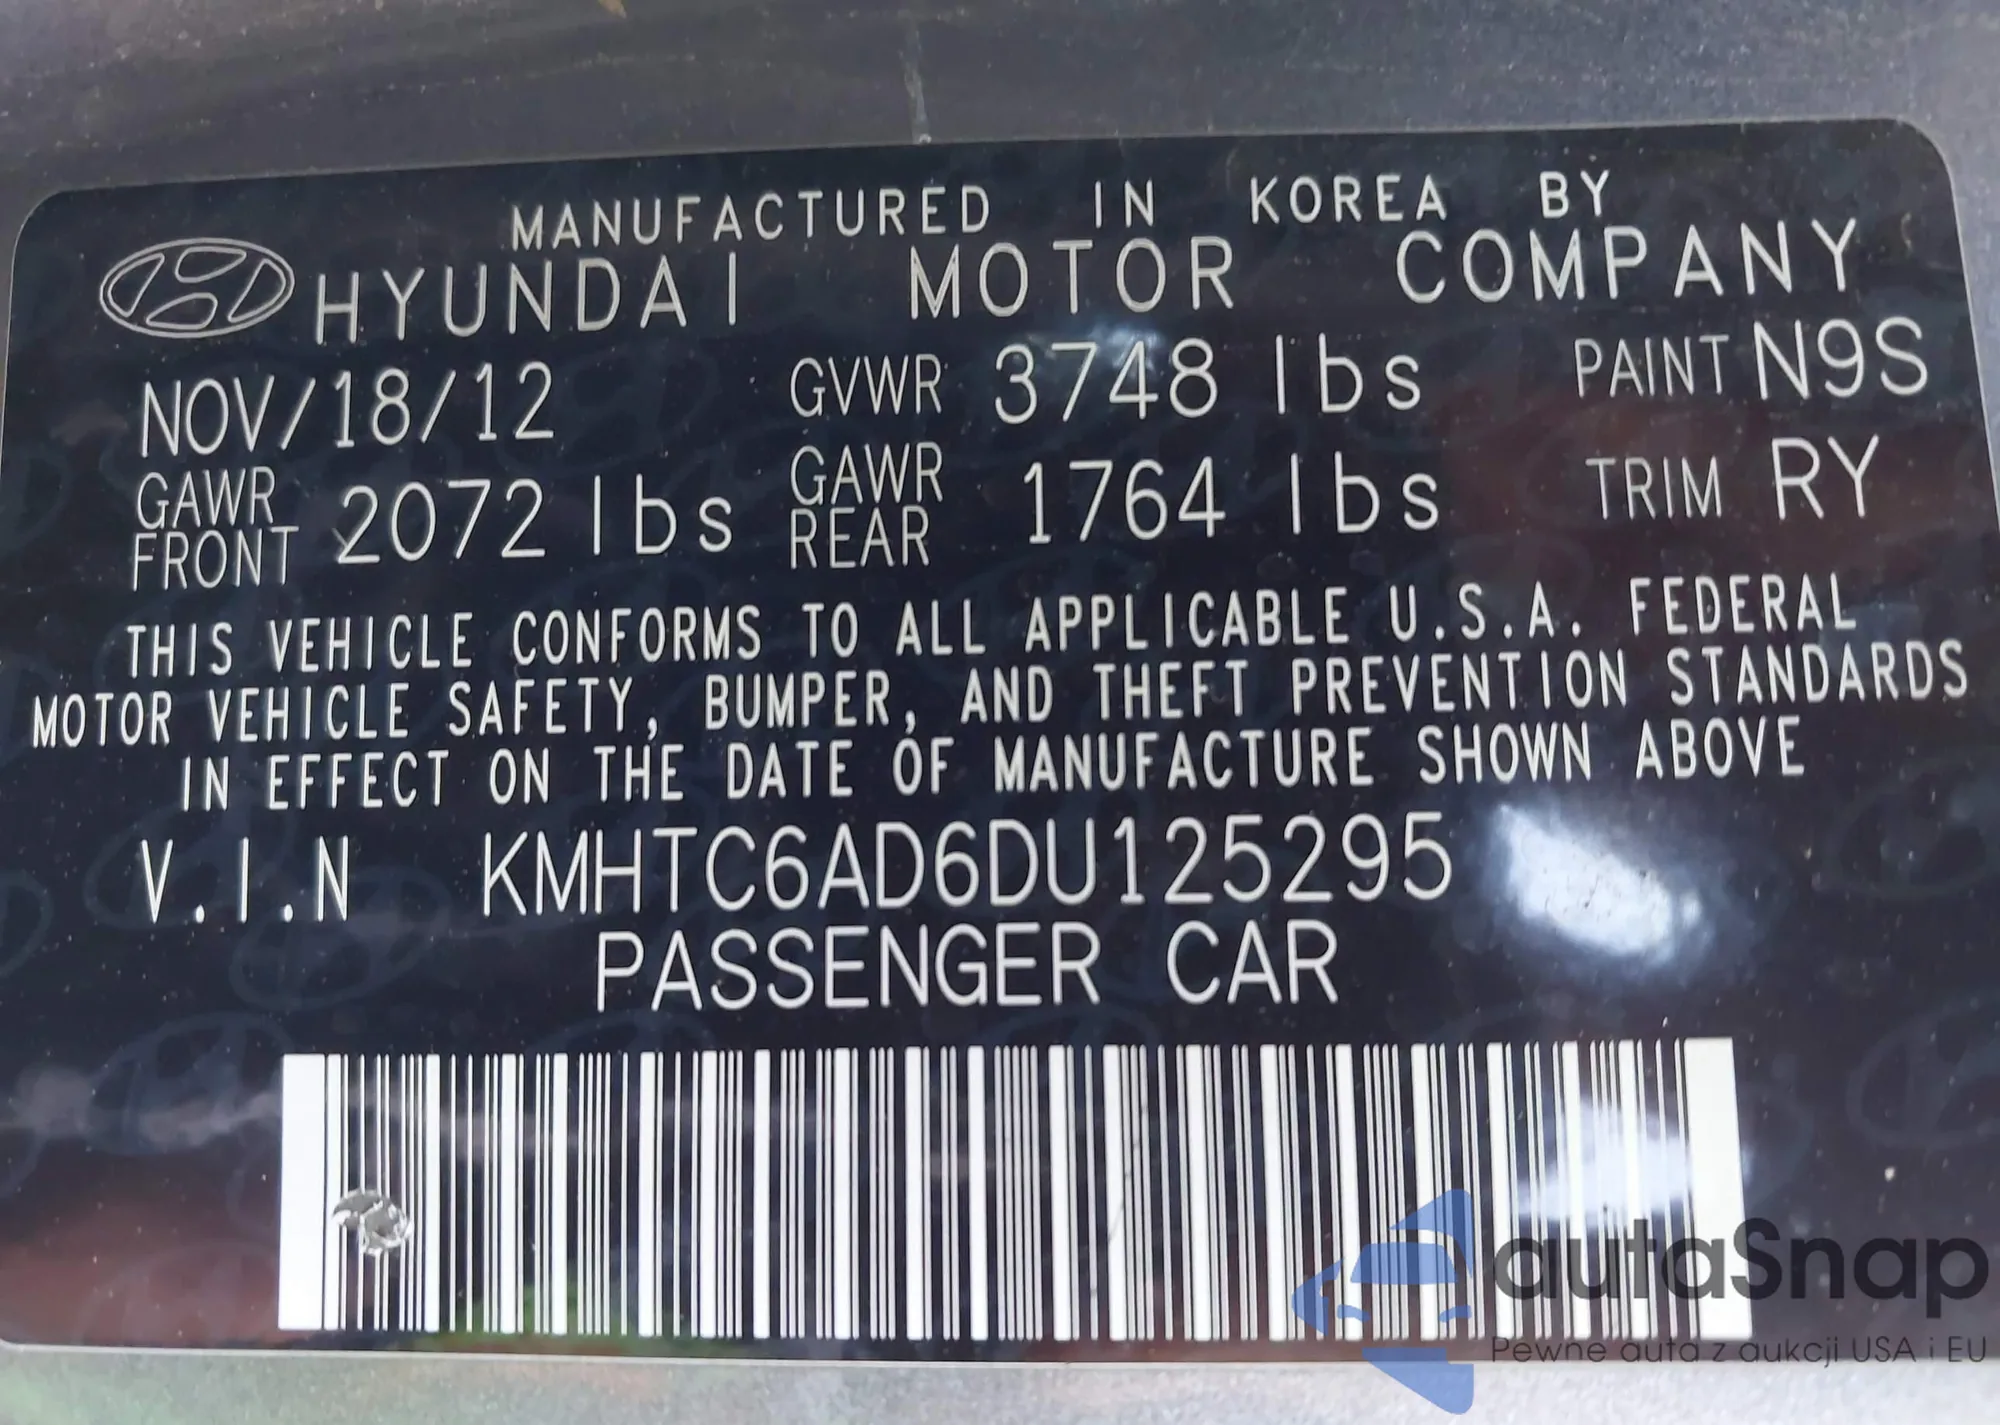 MANUFACTURED IN KOREA BY
HYUNDAI MOTOR COMPANY
NOV/18/12 GVWR 3748 lbs PAINT N9S
GAWR FRONT 2072 lbs GAWR REAR 1764 lbs TRIM RY
THIS VEHICLE CONFORMS TO ALL APPLICABLE U.S.A. FEDERAL
MOTOR VEHICLE SAFETY, BUMPER, AND THEFT PREVENTION STANDARDS
IN EFFECT ON THE DATE OF MANUFACTURE SHOWN ABOVE
V.I.N KMHTC6AD6DU125295
PASSENGER CAR
autaSnap
Pewne auta z aukcji USA i EU